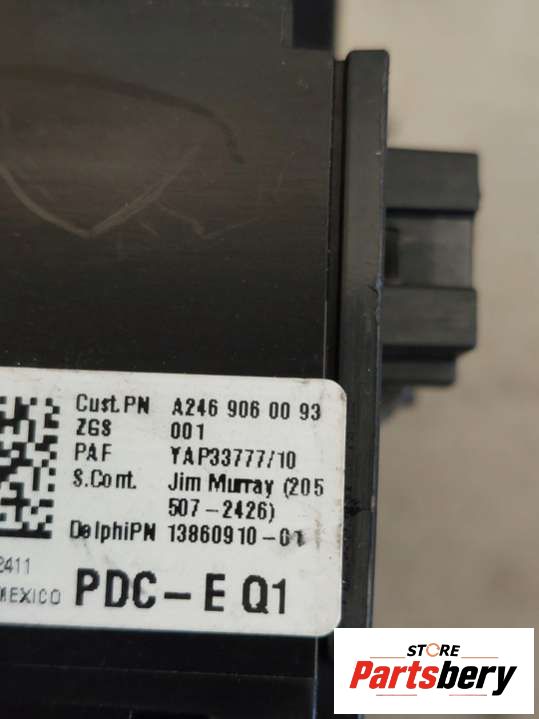 Cust.PN A246 906 00 93
ZGS 001
PAF YAP33777/10
S.Cont. Jim Murray (205
507-2426)
DelphiPN 13860910-01
2411
MEXICO PDC-E Q1
STORE
Partsbery